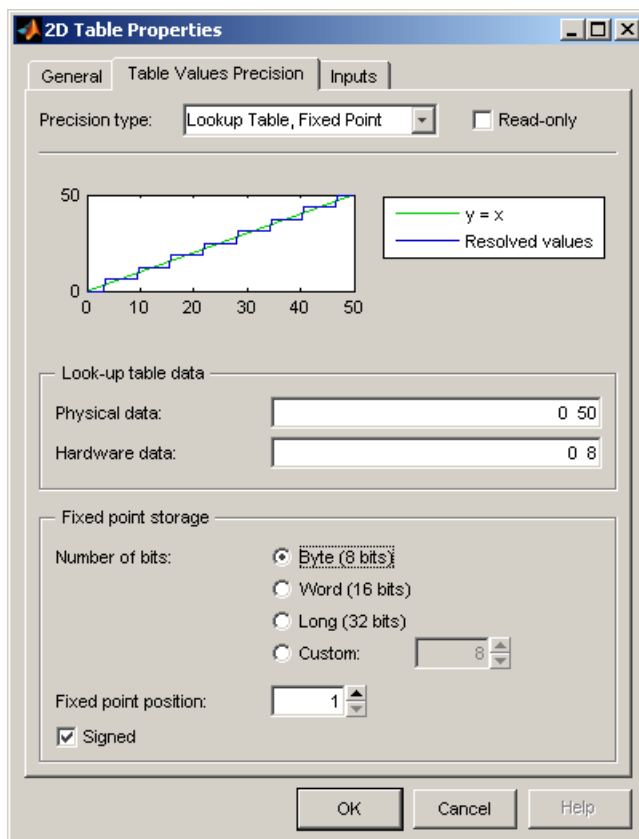 2D Table Properties
General Table Values Precision Inputs
Precision type: Lookup Table, Fixed Point Read-only
50
0
0 10 20 30 40 50
y = x
Resolved values
Look-up table data
Physical data: 0 50
Hardware data: 0 8
Fixed point storage
Number of bits: Byte (8 bits)
Word (16 bits)
Long (32 bits)
Custom: 8
Fixed point position: 1
Signed
OK Cancel Help